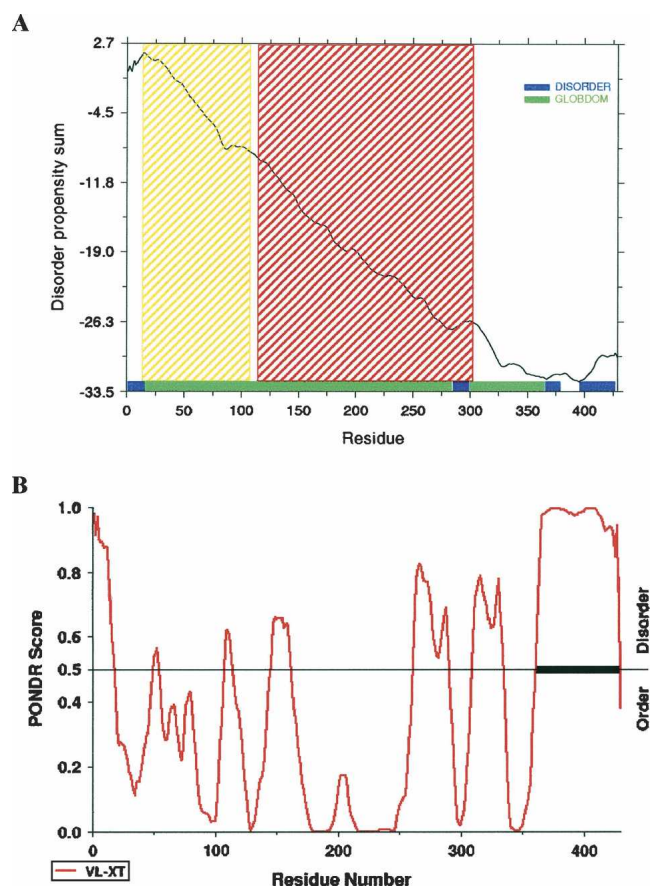 A
2.7
-4.5
-11.8
-19.0
-26.3
-33.5
Disorder propensity sum
DISORDER
GLOBDOM
0 50 100 150 200 250 300 350 400
Residue
B
1.0
0.8
0.6
0.5
0.4
0.2
0.0
PONDR Score
Disorder
Order
0 100 200 300 400
VL-XT
Residue Number